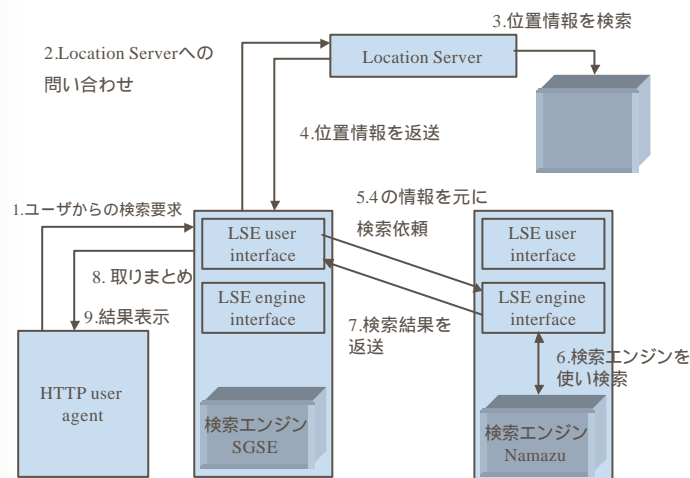 3.位置情報を検索
2.Location Serverへの
問い合わせ
Location Server
4.位置情報を返送
1.ユーザからの検索要求
5.4の情報を元に
検索依頼
LSE user
interface
LSE user
interface
8. 取りまとめ
LSE engine
interface
LSE engine
interface
9.結果表示
7.検索結果を
返送
6.検索エンジンを
使い検索
HTTP user
agent
検索エンジン
SGSE
検索エンジン
Namazu